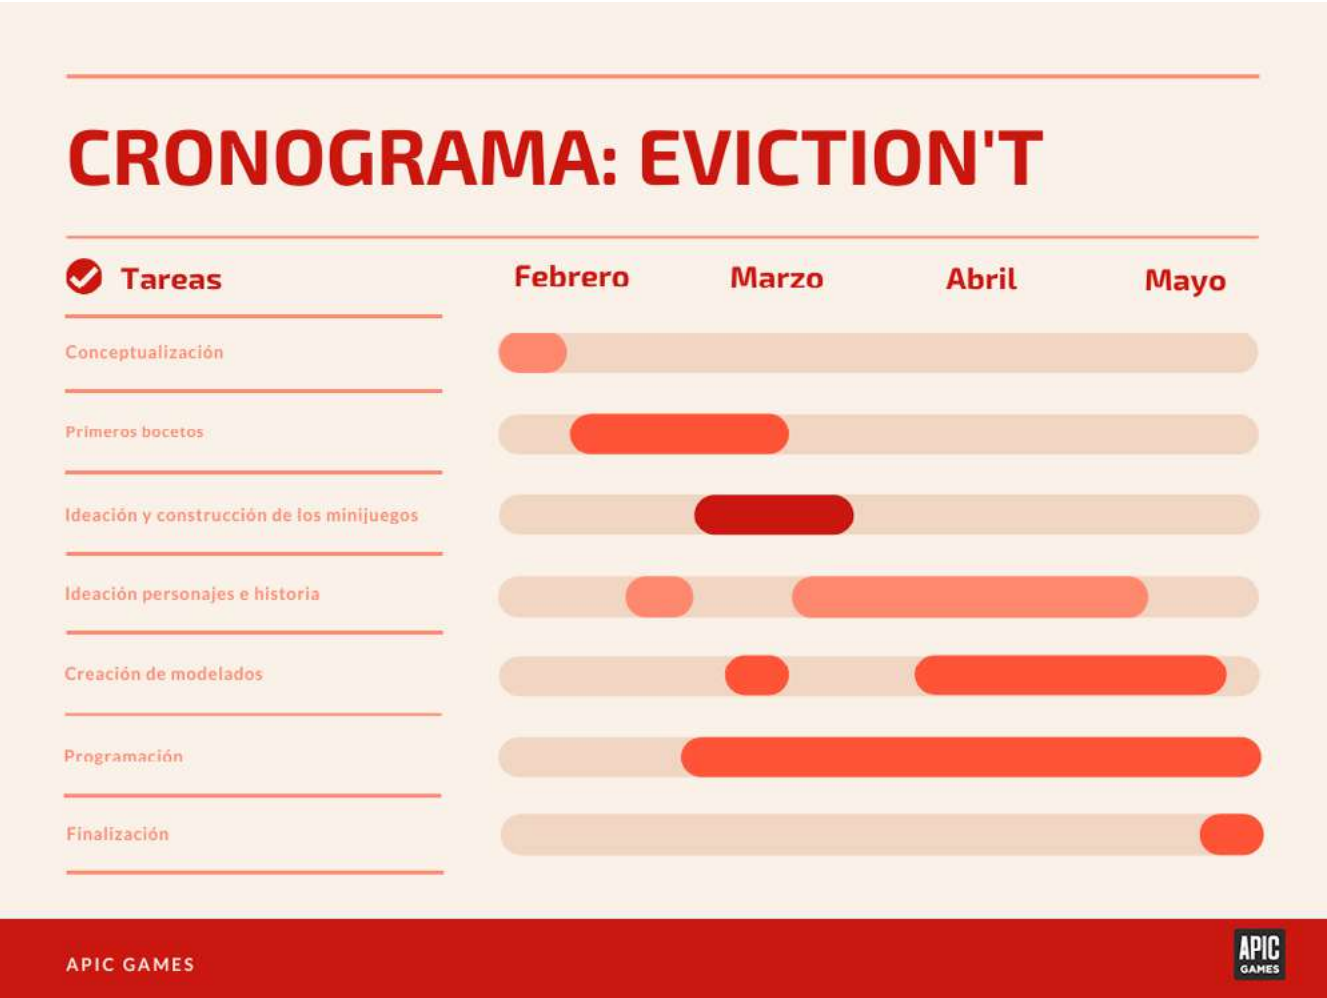 CRONOGRAMA: EVICTION'T
Tareas
Febrero
Marzo
Abril
Mayo
Conceptualización
Primeros bocetos
Ideación y construcción de los minijuegos
Ideación personajes e historia
Creación de modelados
Programación
Finalización
APIC GAMES
APIC
GAMES